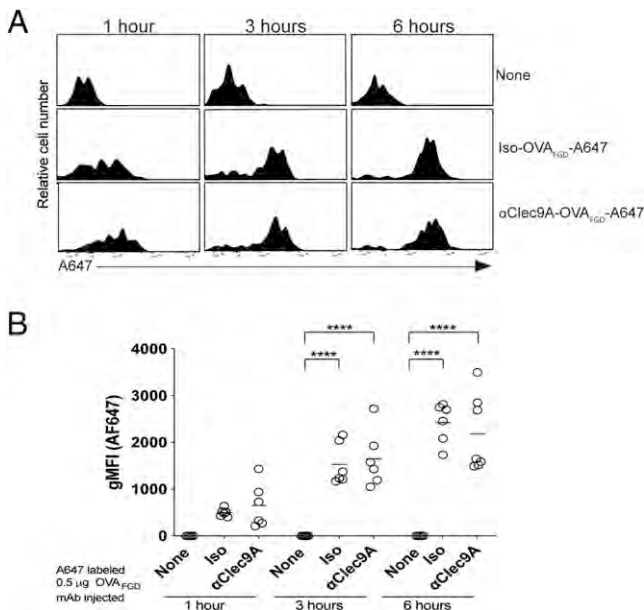 A
1 hour
3 hours
6 hours
None
Iso-OVAFGD-A647
αClec9A-OVAFGD-A647
Relative cell number
A647
B
gMFI (AF647)
4000
3000
2000
1000
0
****
****
****
****
None
Iso
αClec9A
None
Iso
αClec9A
None
Iso
αClec9A
A647 labeled
0.5 μg OVAFGD
mAb injected
1 hour
3 hours
6 hours